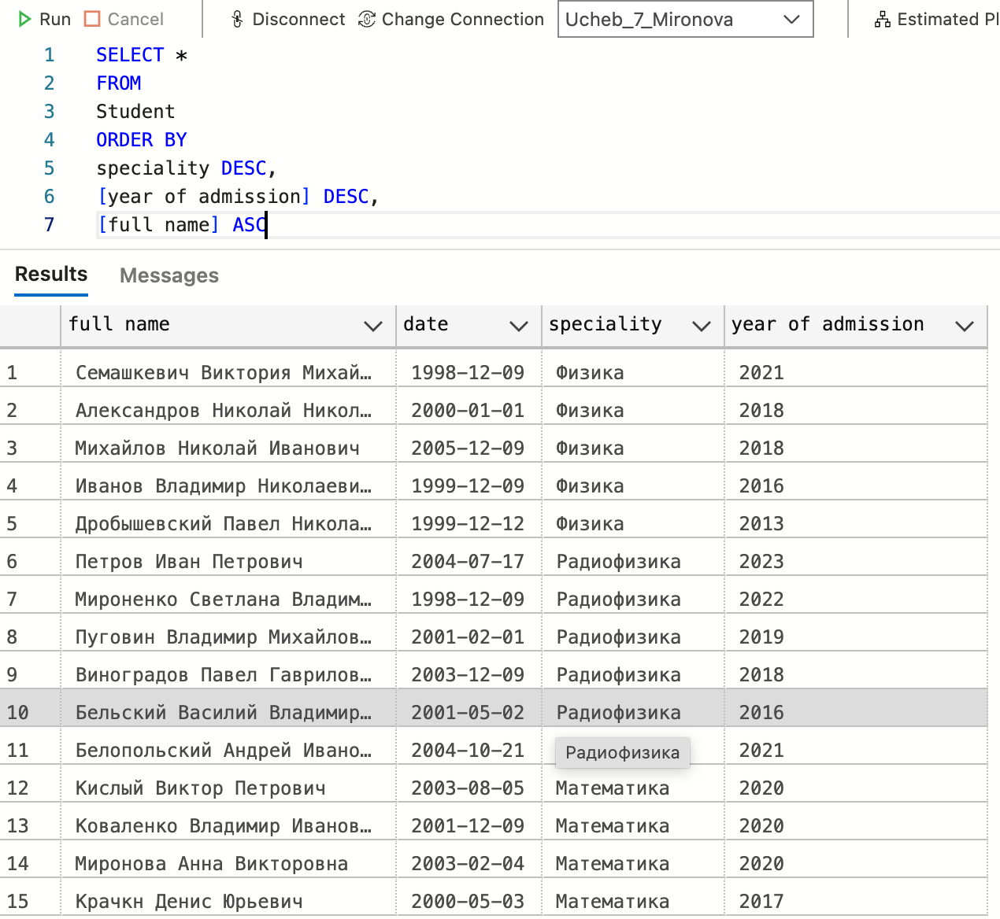 Run Cancel Disconnect Change Connection Ucheb_7_Mironova Estimated Pl
1 SELECT *
2 FROM
3 Student
4 ORDER BY
5 speciality DESC,
6 [year of admission] DESC,
7 [full name] ASC
Results Messages
full name date speciality year of admission
1 Семашкевич Виктория Михай… 1998-12-09 Физика 2021
2 Александров Николай Никол… 2000-01-01 Физика 2018
3 Михайлов Николай Иванович 2005-12-09 Физика 2018
4 Иванов Владимир Николаеви… 1999-12-09 Физика 2016
5 Дробышевский Павел Никола… 1999-12-12 Физика 2013
6 Петров Иван Петрович 2004-07-17 Радиофизика 2023
7 Мироненко Светлана Владим… 1998-12-09 Радиофизика 2022
8 Пуговин Владимир Михайлов… 2001-02-01 Радиофизика 2019
9 Виноградов Павел Гаврилов… 2003-12-09 Радиофизика 2018
10 Бельский Василий Владимир… 2001-05-02 Радиофизика 2016
11 Белопольский Андрей Ивано… 2004-10-21 Радиофизика 2021
12 Кислый Виктор Петрович 2003-08-05 Математика 2020
13 Коваленко Владимир Иванов… 2001-12-09 Математика 2020
14 Миронова Анна Викторовна 2003-02-04 Математика 2020
15 Крачкн Денис Юрьевич 2000-05-03 Математика 2017